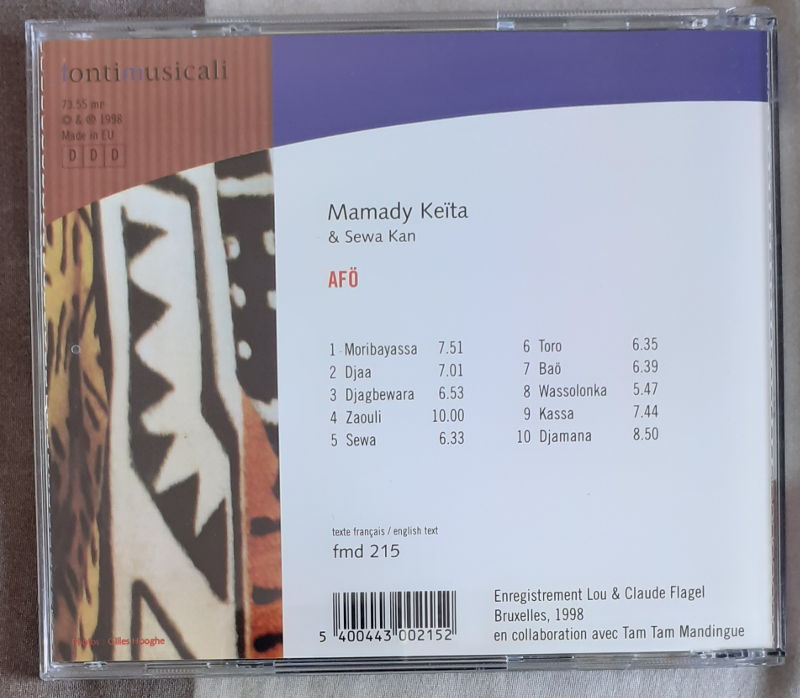 fontimusicali
73.55 mn
© & ℗ 1998
Made in EU
D D D
Mamady Keïta
& Sewa Kan
AFÖ
1 Moribayassa 7.51
2 Djaa 7.01
3 Djagbewara 6.53
4 Zaouli 10.00
5 Sewa 6.33
6 Toro 6.35
7 Baö 6.39
8 Wassolonka 5.47
9 Kassa 7.44
10 Djamana 8.50
texte français / english text
fmd 215
5 400443 002152
Enregistrement Lou & Claude Flagel
Bruxelles, 1998
en collaboration avec Tam Tam Mandingue
Gilles Hooghe